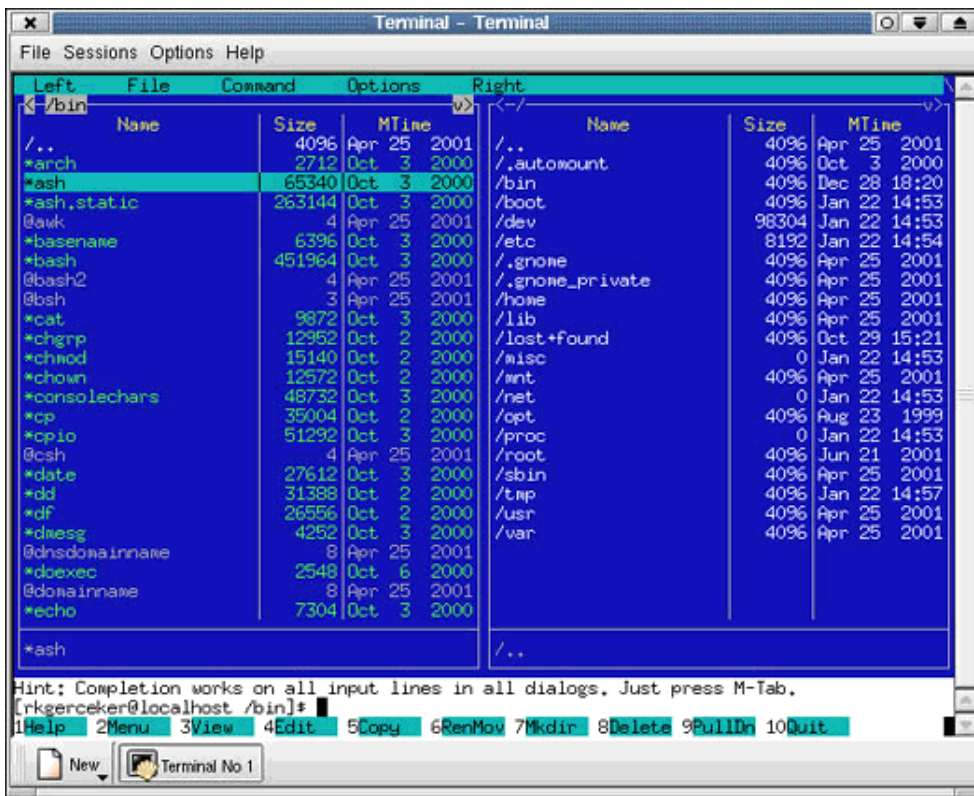 Terminal - Terminal
File Sessions Options Help
Left File Command Options Right
< /bin v> <-/ v>
Name Size MTime Name Size MTime
/.. 4096 Apr 25 2001 /.. 4096 Apr 25 2001
*arch 2712 Oct 3 2000 /.automount 4096 Oct 3 2000
*ash 65340 Oct 3 2000 /bin 4096 Dec 28 18:20
*ash.static 263144 Oct 3 2000 /boot 4096 Jan 22 14:53
@awk 4 Apr 25 2001 /dev 98304 Jan 22 14:53
*basename 6396 Oct 3 2000 /etc 8192 Jan 22 14:54
*bash 451964 Oct 3 2000 /.gnome 4096 Apr 25 2001
@bash2 4 Apr 25 2001 /.gnome_private 4096 Apr 25 2001
@bsh 3 Apr 25 2001 /home 4096 Apr 25 2001
*cat 9872 Oct 3 2000 /lib 4096 Apr 25 2001
*chgrp 12952 Oct 2 2000 /lost+found 4096 Oct 29 15:21
*chmod 15140 Oct 2 2000 /misc 0 Jan 22 14:53
*chown 12572 Oct 2 2000 /mnt 4096 Apr 25 2001
*consolechars 48732 Oct 3 2000 /net 0 Jan 22 14:53
*cp 35004 Oct 2 2000 /opt 4096 Aug 23 1999
*cpio 51292 Oct 3 2000 /proc 0 Jan 22 14:53
@csh 4 Apr 25 2001 /root 4096 Jun 21 2001
*date 27612 Oct 3 2000 /sbin 4096 Apr 25 2001
*dd 31388 Oct 2 2000 /tmp 4096 Jan 22 14:57
*df 26556 Oct 2 2000 /usr 4096 Apr 25 2001
*dmesg 4252 Oct 3 2000 /var 4096 Apr 25 2001
@dnsdomainname 8 Apr 25 2001
*doexec 2548 Oct 6 2000
@domainname 8 Apr 25 2001
*echo 7304 Oct 3 2000
*ash /..
Hint: Completion works on all input lines in all dialogs. Just press M-Tab.
[rkgerceker@localhost /bin]$
1Help 2Menu 3View 4Edit 5Copy 6RenMov 7Mkdir 8Delete 9PullDn 10Quit
New Terminal No 1